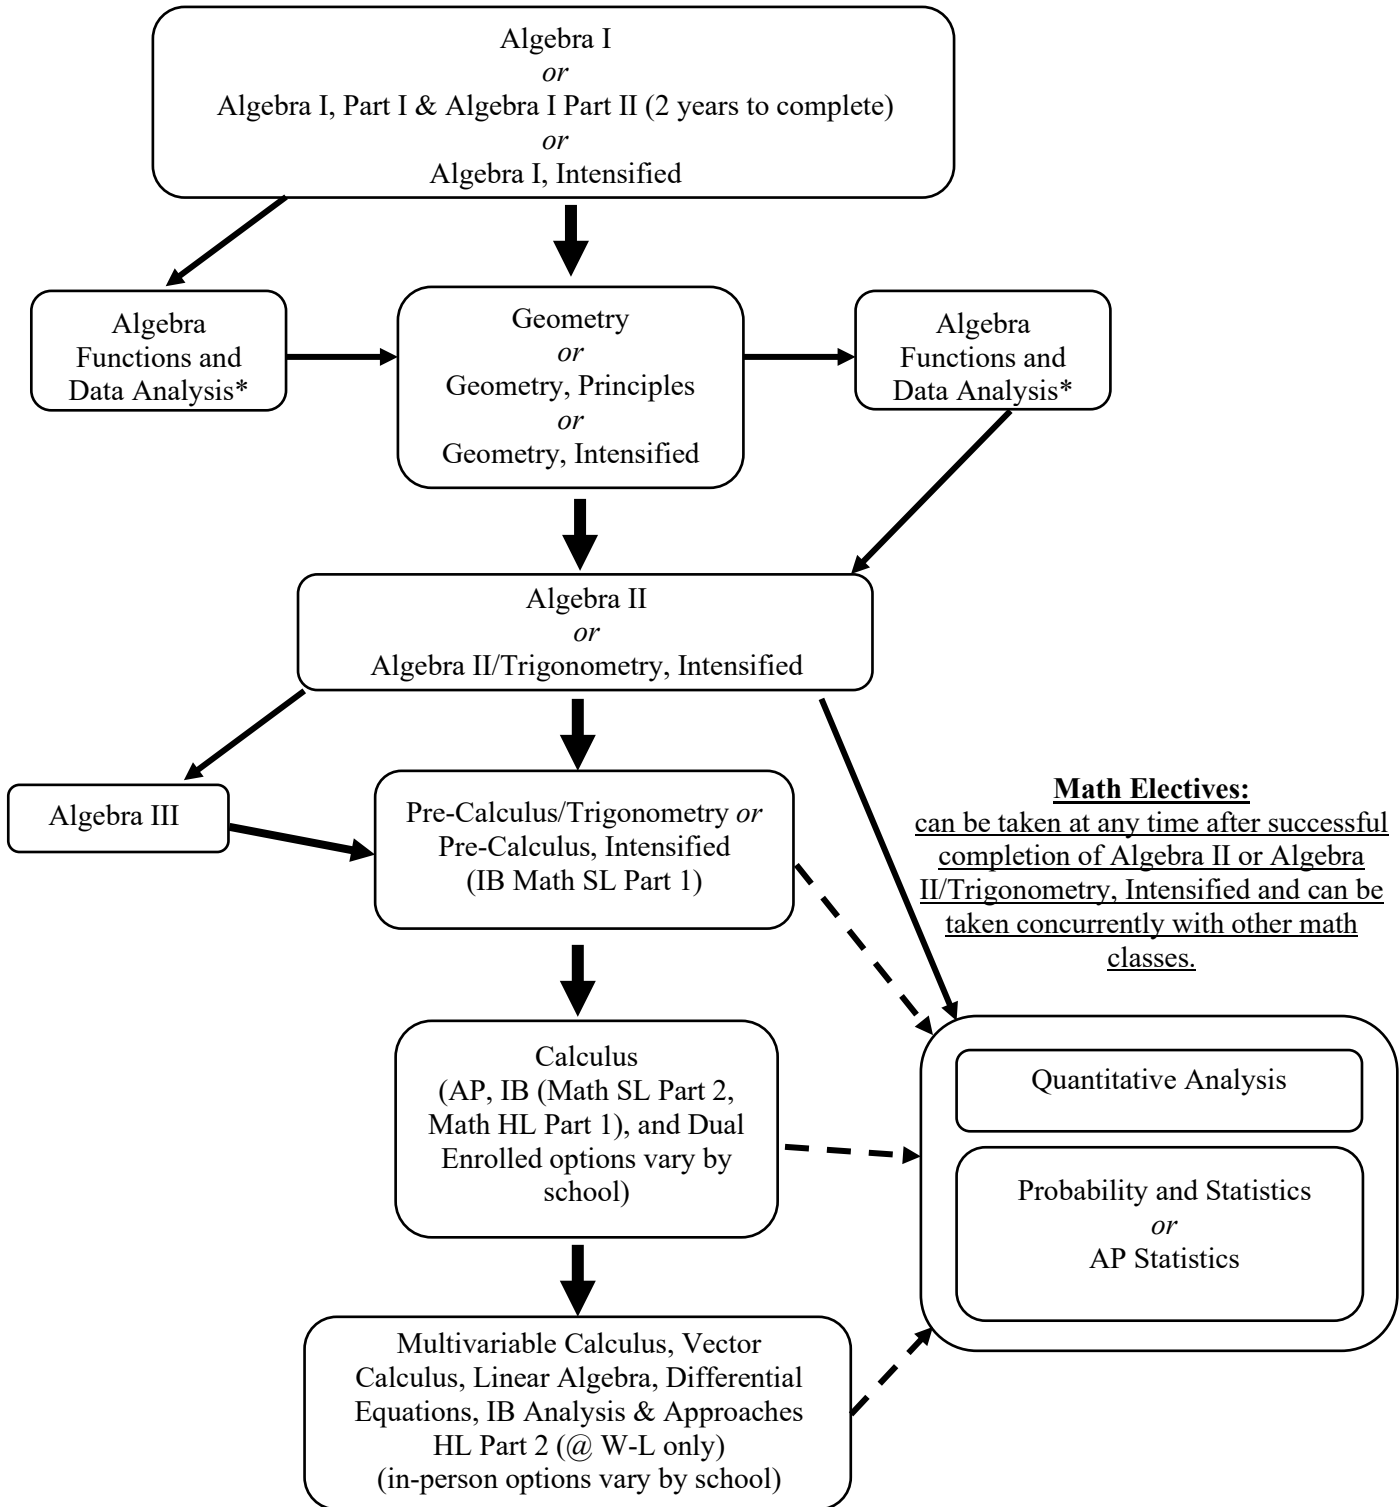 Algebra I
or
Algebra I, Part I & Algebra I Part II (2 years to complete)
or
Algebra I, Intensified
Algebra
Functions and
Data Analysis*
Geometry
or
Geometry, Principles
or
Geometry, Intensified
Algebra
Functions and
Data Analysis*
Algebra II
or
Algebra II/Trigonometry, Intensified
Algebra III
Pre-Calculus/Trigonometry or
Pre-Calculus, Intensified
(IB Math SL Part 1)
Math Electives:
can be taken at any time after successful
completion of Algebra II or Algebra
II/Trigonometry, Intensified and can be
taken concurrently with other math
classes.
Calculus
(AP, IB (Math SL Part 2,
Math HL Part 1), and Dual
Enrolled options vary by
school)
Quantitative Analysis
Probability and Statistics
or
AP Statistics
Multivariable Calculus, Vector
Calculus, Linear Algebra, Differential
Equations, IB Analysis & Approaches
HL Part 2 (@ W-L only)
(in-person options vary by school)